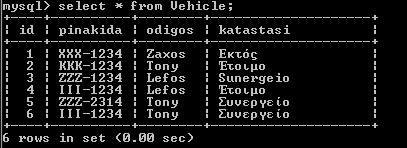 mysql> select * from Vehicle;
id | pinakida | odigos | katastasi
1 | XXX-1234 | Zaxos | Εκτός
2 | KKK-1234 | Tony | Έτοιμο
3 | ZZZ-1234 | Lefos | Sunergeio
4 | III-1234 | Lefos | Έτοιμο
5 | ZZZ-2314 | Tony | Συνεργείο
6 | III-1234 | Tony | Συνεργείο
6 rows in set (0.00 sec)